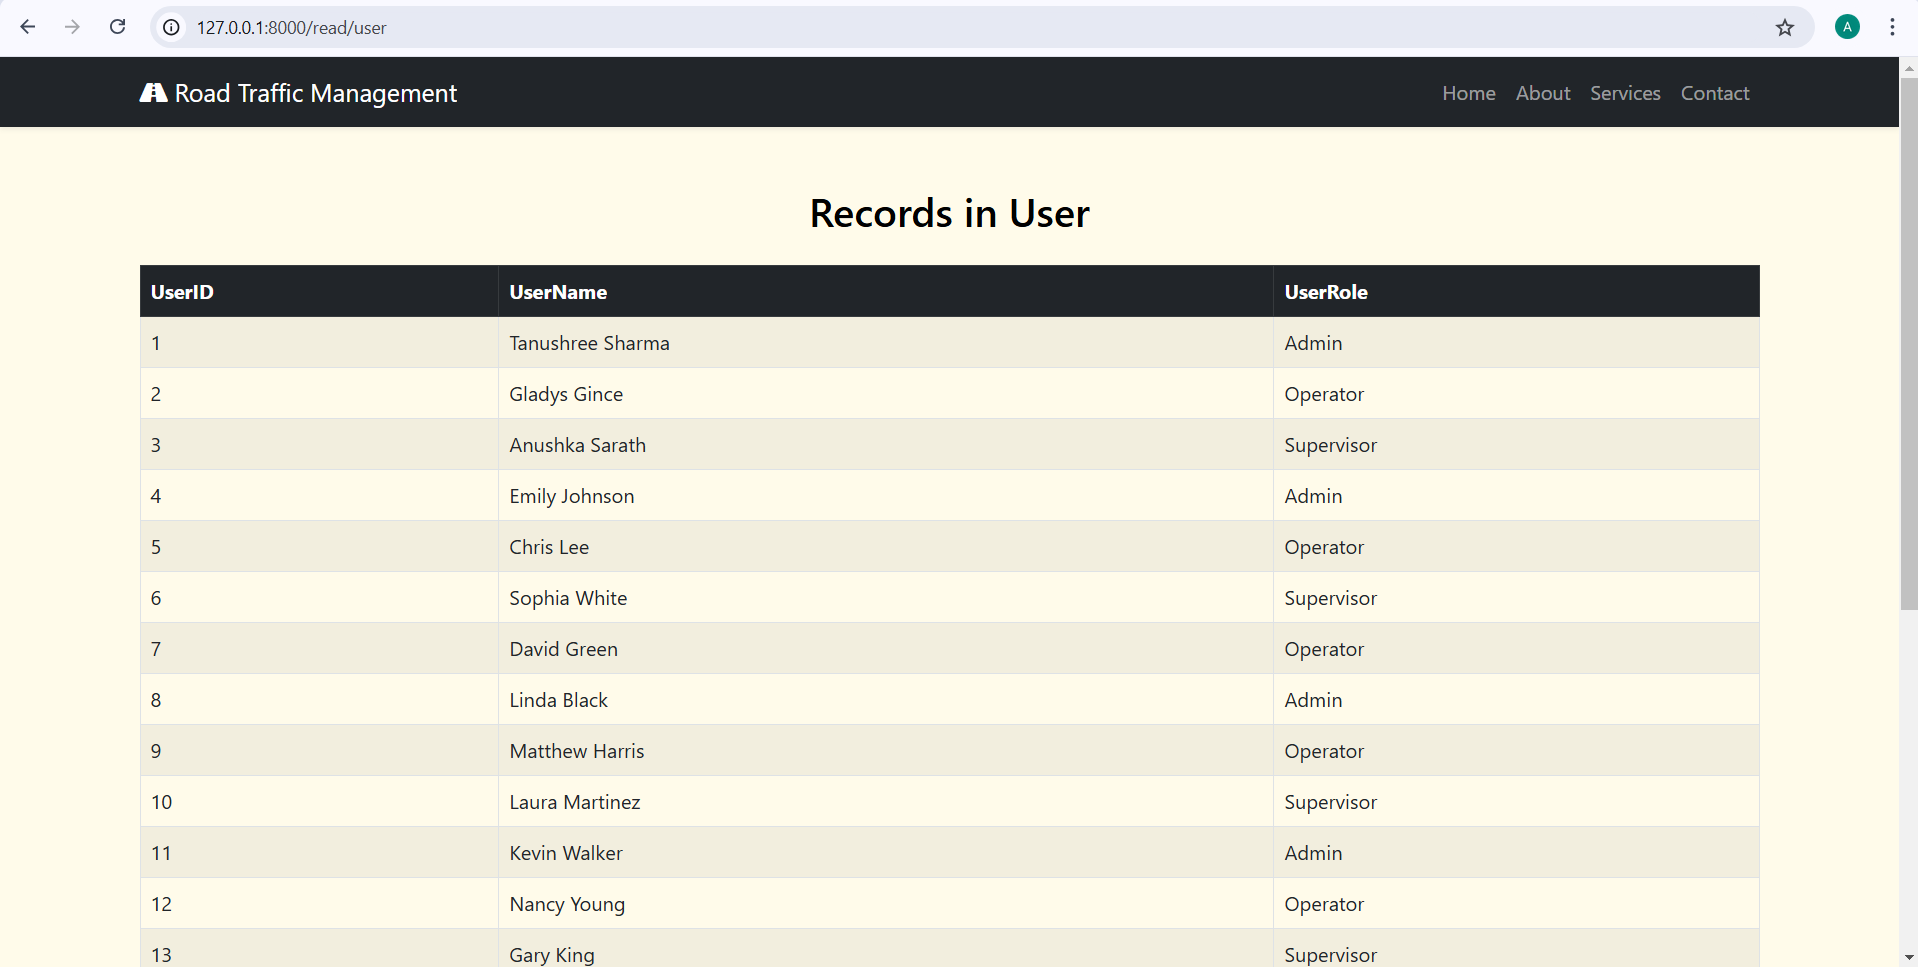 127.0.0.1:8000/read/user
A
Road Traffic Management
Home About Services Contact
Records in User
UserID UserName UserRole
1 Tanushree Sharma Admin
2 Gladys Gince Operator
3 Anushka Sarath Supervisor
4 Emily Johnson Admin
5 Chris Lee Operator
6 Sophia White Supervisor
7 David Green Operator
8 Linda Black Admin
9 Matthew Harris Operator
10 Laura Martinez Supervisor
11 Kevin Walker Admin
12 Nancy Young Operator
13 Gary King Supervisor